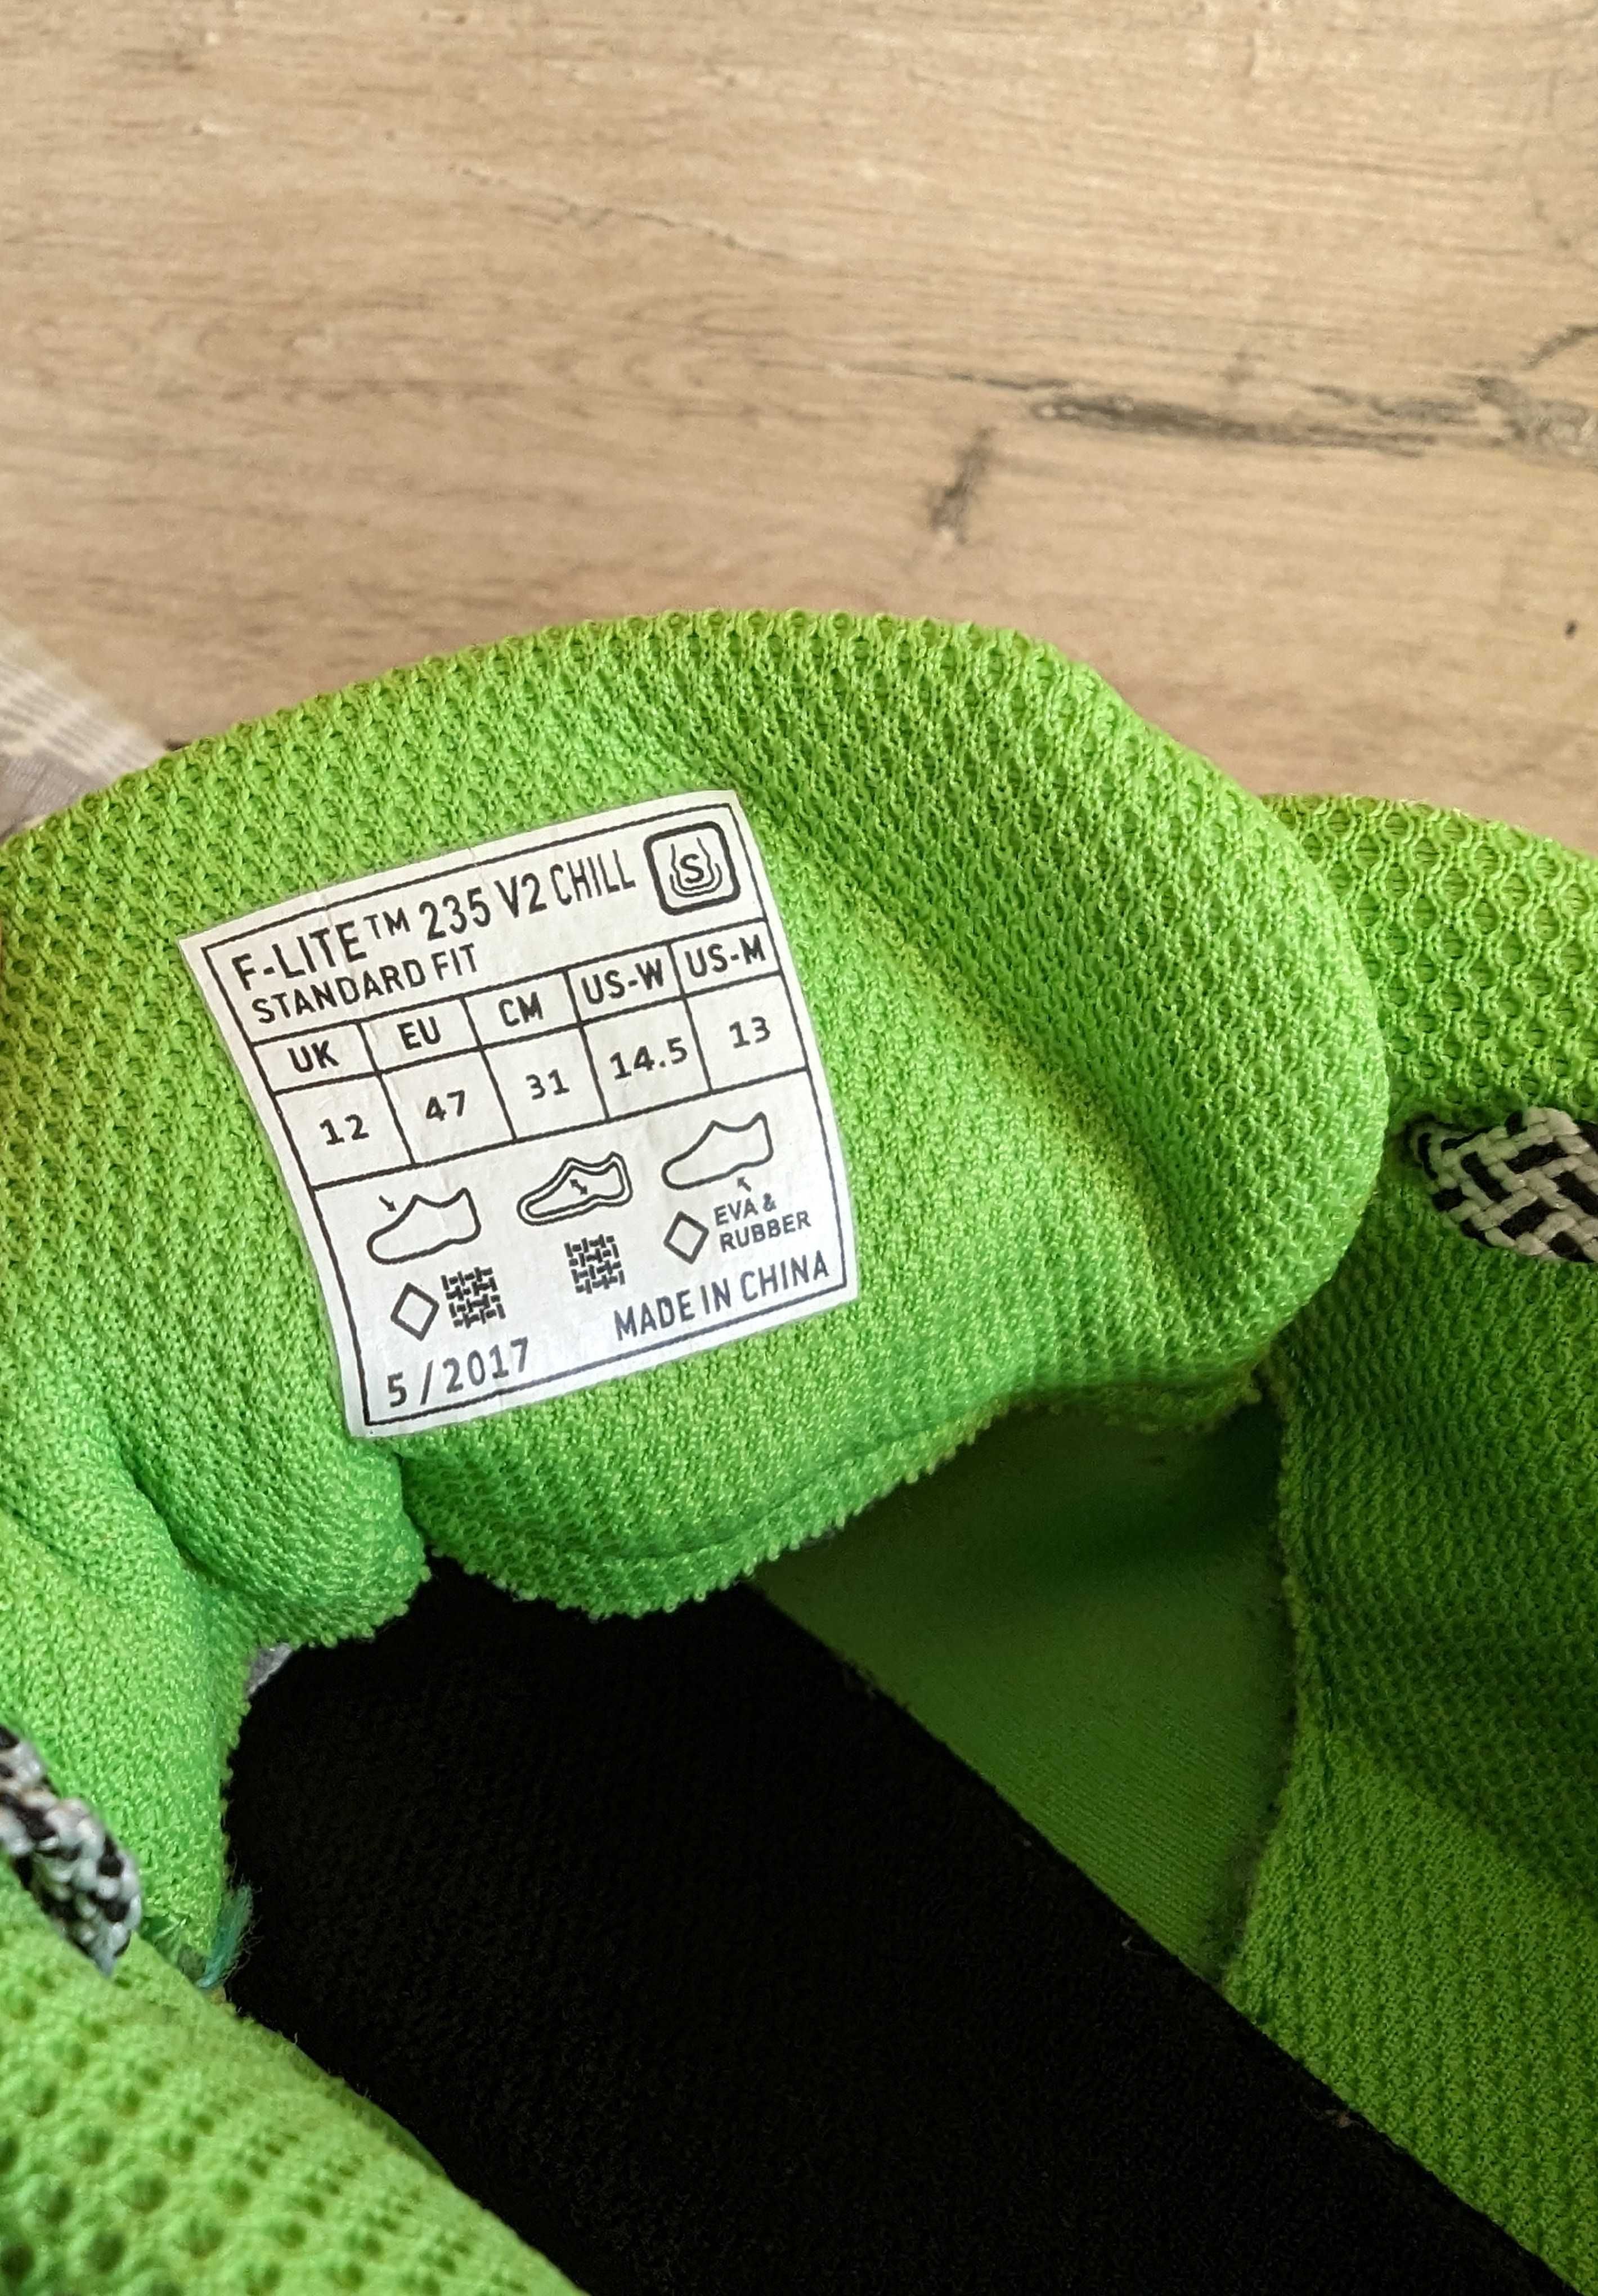 F-LITE™ 235 V2 CHILL S
STANDARD FIT
UK EU CM US-W US-M
12 47 31 14.5 13
EVA &
RUBBER
5/2017 MADE IN CHINA